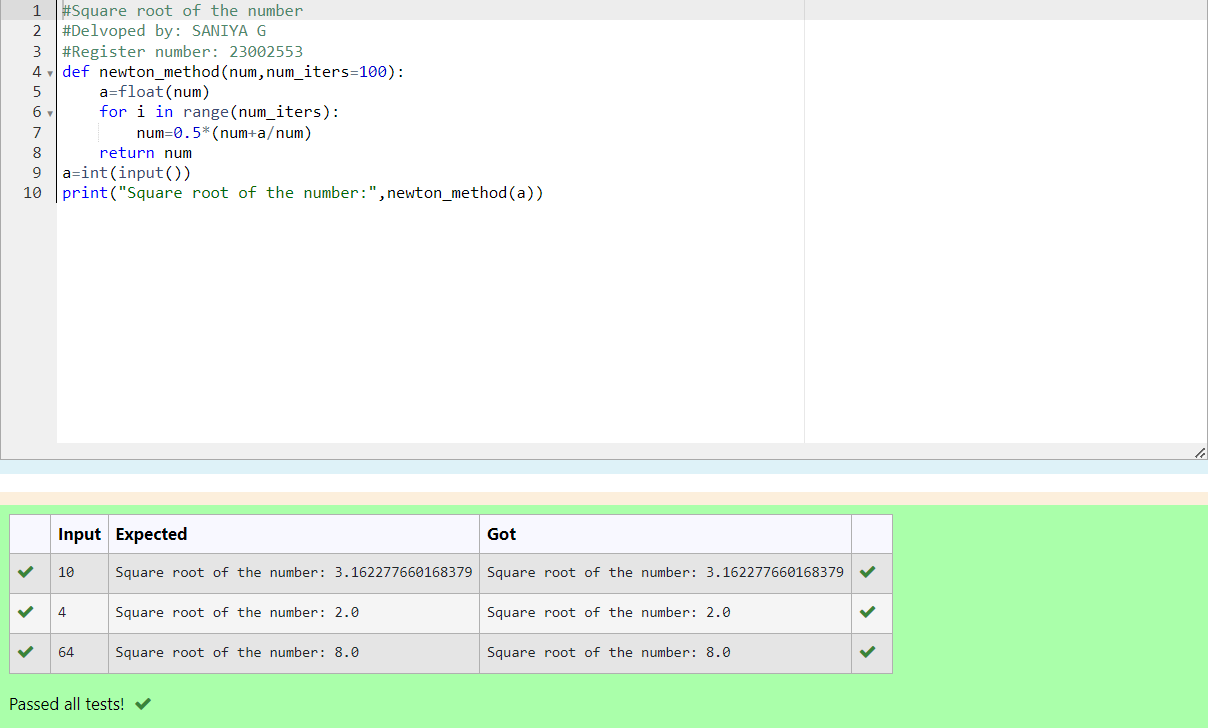 1 #Square root of the number
2 #Delvoped by: SANIYA G
3 #Register number: 23002553
4 def newton_method(num,num_iters=100):
5     a=float(num)
6     for i in range(num_iters):
7         num=0.5*(num+a/num)
8     return num
9 a=int(input())
10 print("Square root of the number:",newton_method(a))
Input Expected Got
10 Square root of the number: 3.162277660168379 Square root of the number: 3.162277660168379
4 Square root of the number: 2.0 Square root of the number: 2.0
64 Square root of the number: 8.0 Square root of the number: 8.0
Passed all tests!